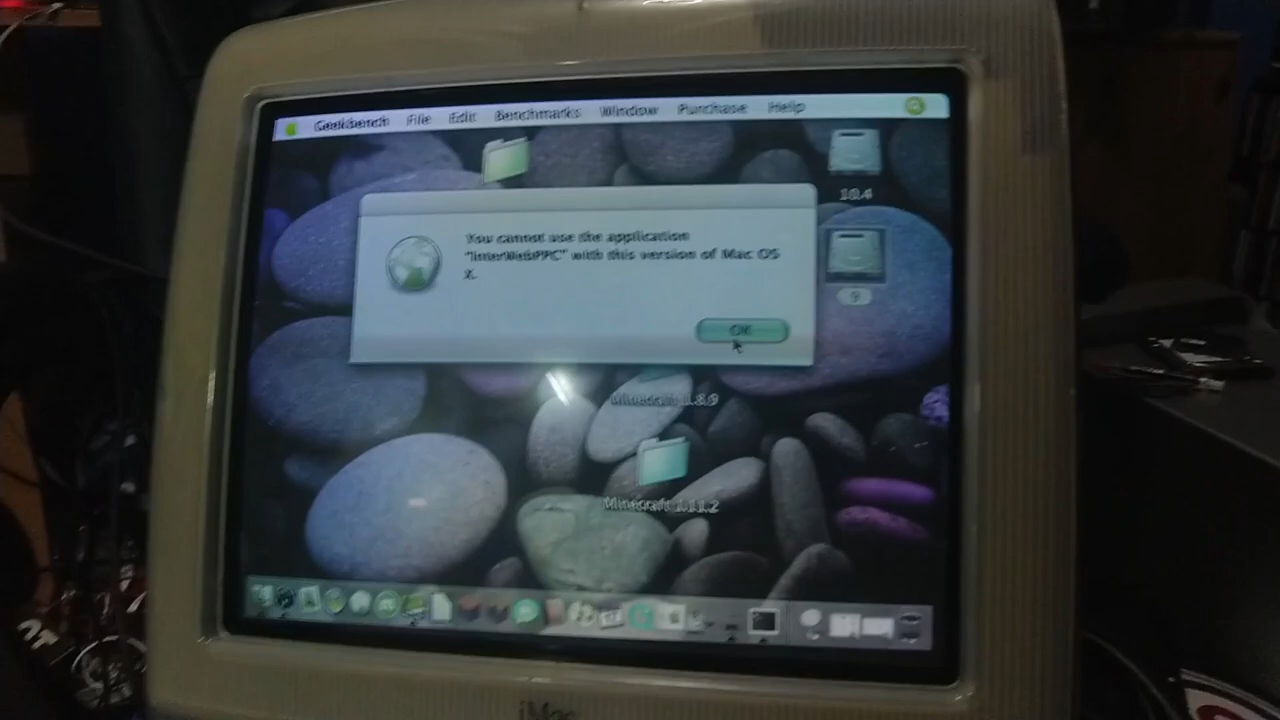 Geekbench File Edit Benchmarks Window Purchase Help
10.4
You cannot use the application
"InterWebPPC" with this version of Mac OS
X.
9
OK
Minecraft 1.8.9
Minecraft 1.11.2
iMac